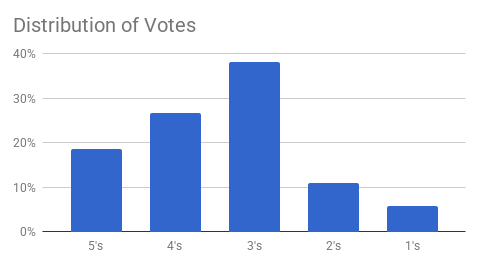 Distribution of Votes
40%
30%
20%
10%
0%
5's
4's
3's
2's
1's